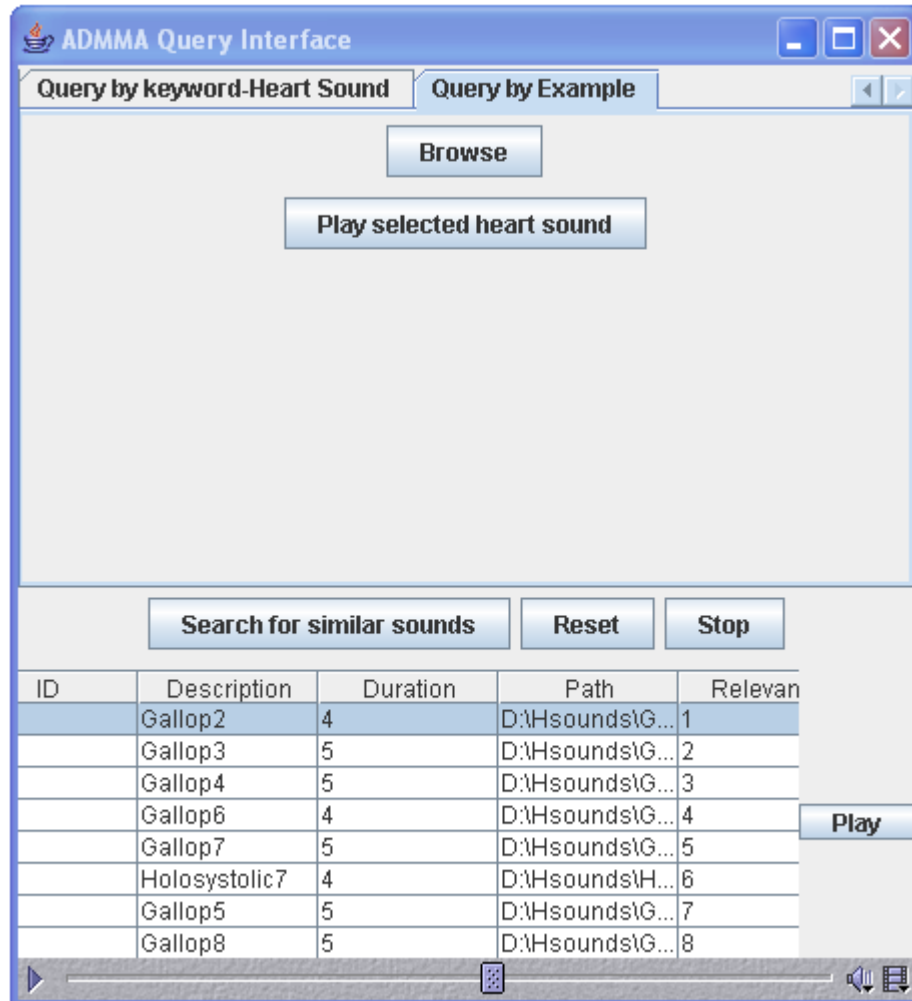 ADMMA Query Interface
Query by keyword-Heart Sound Query by Example
Browse
Play selected heart sound
Search for similar sounds Reset Stop
ID Description Duration Path Relevan
Gallop2 4 D:\Hsounds\G... 1
Gallop3 5 D:\Hsounds\G... 2
Gallop4 5 D:\Hsounds\G... 3
Gallop6 4 D:\Hsounds\G... 4
Play
Gallop7 5 D:\Hsounds\G... 5
Holosystolic7 4 D:\Hsounds\H... 6
Gallop5 5 D:\Hsounds\G... 7
Gallop8 5 D:\Hsounds\G... 8